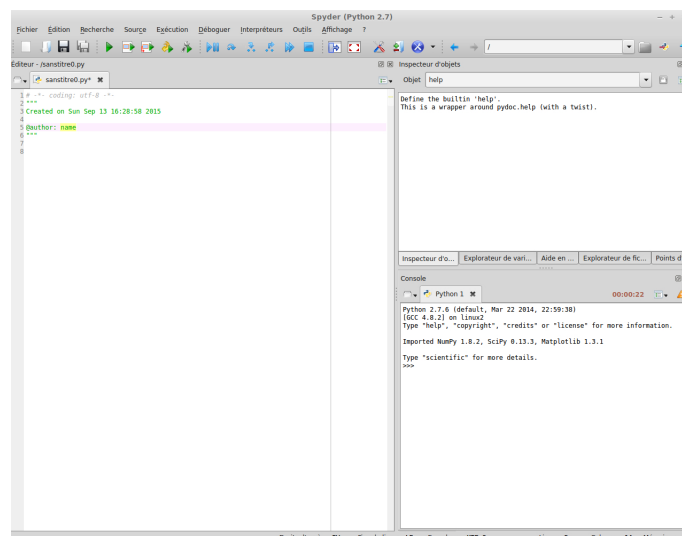 Spyder (Python 2.7)
Fichier Édition Recherche Source Exécution Déboguer Interpréteurs Outils Affichage ?
/
Éditeur - /sanstitre0.py
sanstitre0.py*
1 # -*- coding: utf-8 -*-
2 """
3 Created on Sun Sep 13 16:28:58 2015
4
5 @author: name
6 """
7
8
Inspecteur d'objets
Objet help
Define the builtin 'help'.
This is a wrapper around pydoc.help (with a twist).
Inspecteur d'o... Explorateur de vari... Aide en ... Explorateur de fic... Points d
Console
Python 1 00:00:22
Python 2.7.6 (default, Mar 22 2014, 22:59:38)
[GCC 4.8.2] on linux2
Type "help", "copyright", "credits" or "license" for more information.
Imported NumPy 1.8.2, SciPy 0.13.3, Matplotlib 1.3.1
Type "scientific" for more details.
>>>